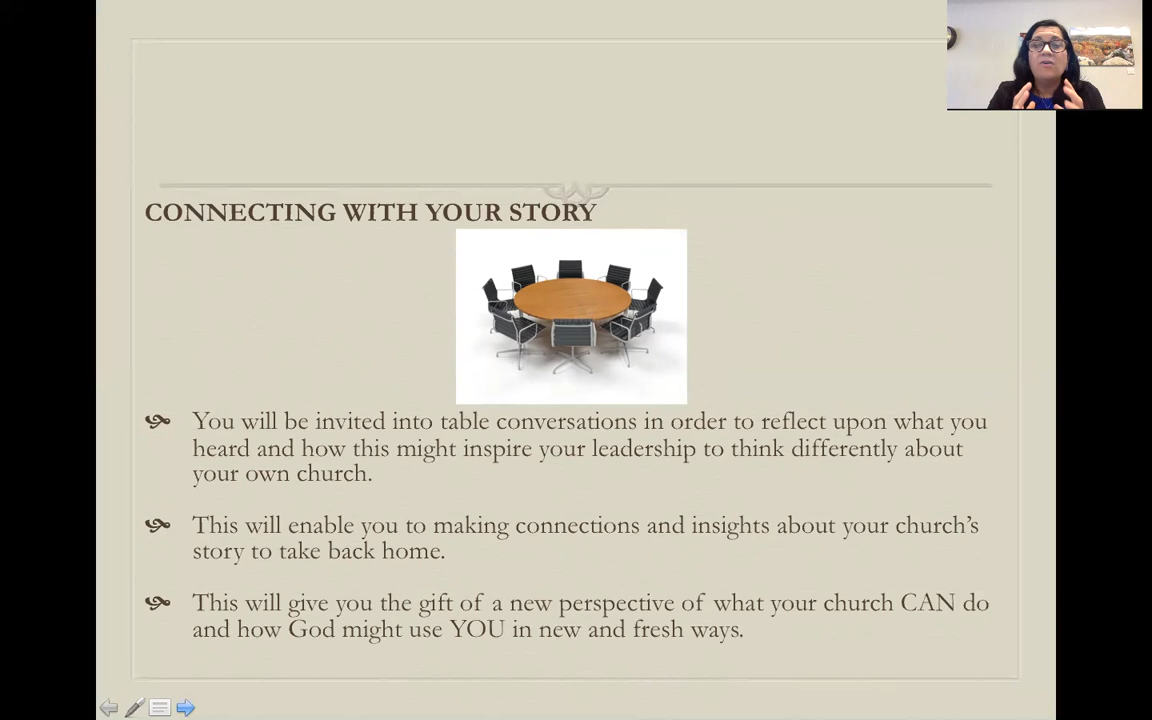 CONNECTING WITH YOUR STORY
You will be invited into table conversations in order to reflect upon what you
heard and how this might inspire your leadership to think differently about
your own church.
This will enable you to making connections and insights about your church’s
story to take back home.
This will give you the gift of a new perspective of what your church CAN do
and how God might use YOU in new and fresh ways.